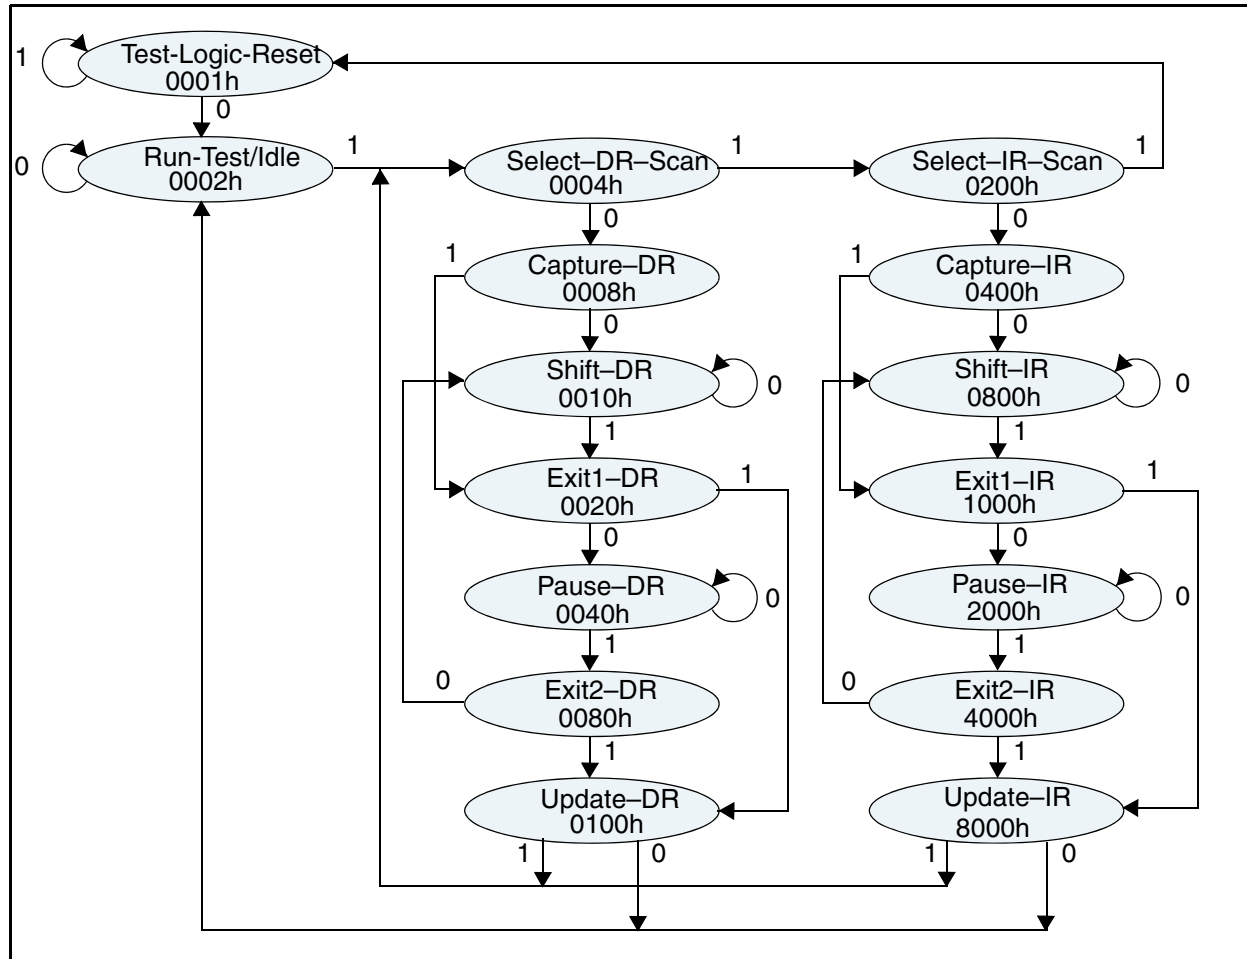 Test-Logic-Reset
1
0001h
0
Run-Test/Idle
0
0002h
1
Select–DR–Scan
0004h
1
Select–IR–Scan
0200h
1
0
0
1
Capture–DR
0008h
1
Capture–IR
0400h
0
0
Shift–DR
0010h
0
Shift–IR
0800h
0
1
1
Exit1–DR
0020h
1
Exit1–IR
1000h
1
0
0
Pause–DR
0040h
0
Pause–IR
2000h
0
1
1
0
Exit2–DR
0080h
0
Exit2–IR
4000h
1
1
Update–DR
0100h
Update–IR
8000h
1
0
1
0